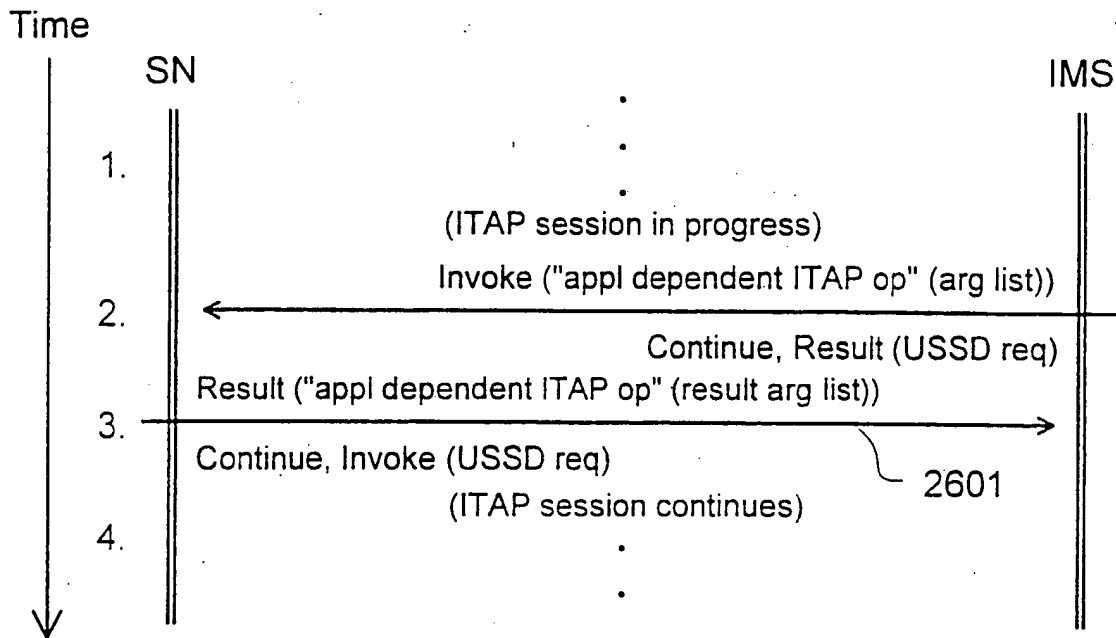 Time
SN
IMS
1.
(ITAP session in progress)
Invoke ("appl dependent ITAP op" (arg list))
2.
Continue, Result (USSD req)
Result ("appl dependent ITAP op" (result arg list))
3.
Continue, Invoke (USSD req)
2601
(ITAP session continues)
4.